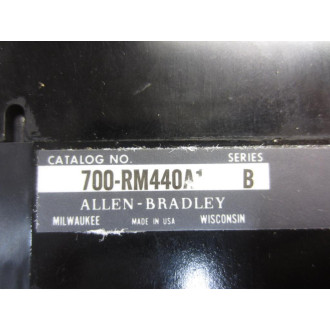 CATALOG NO. SERIES
700-RM440A1 B
ALLEN-BRADLEY
MILWAUKEE MADE IN USA WISCONSIN